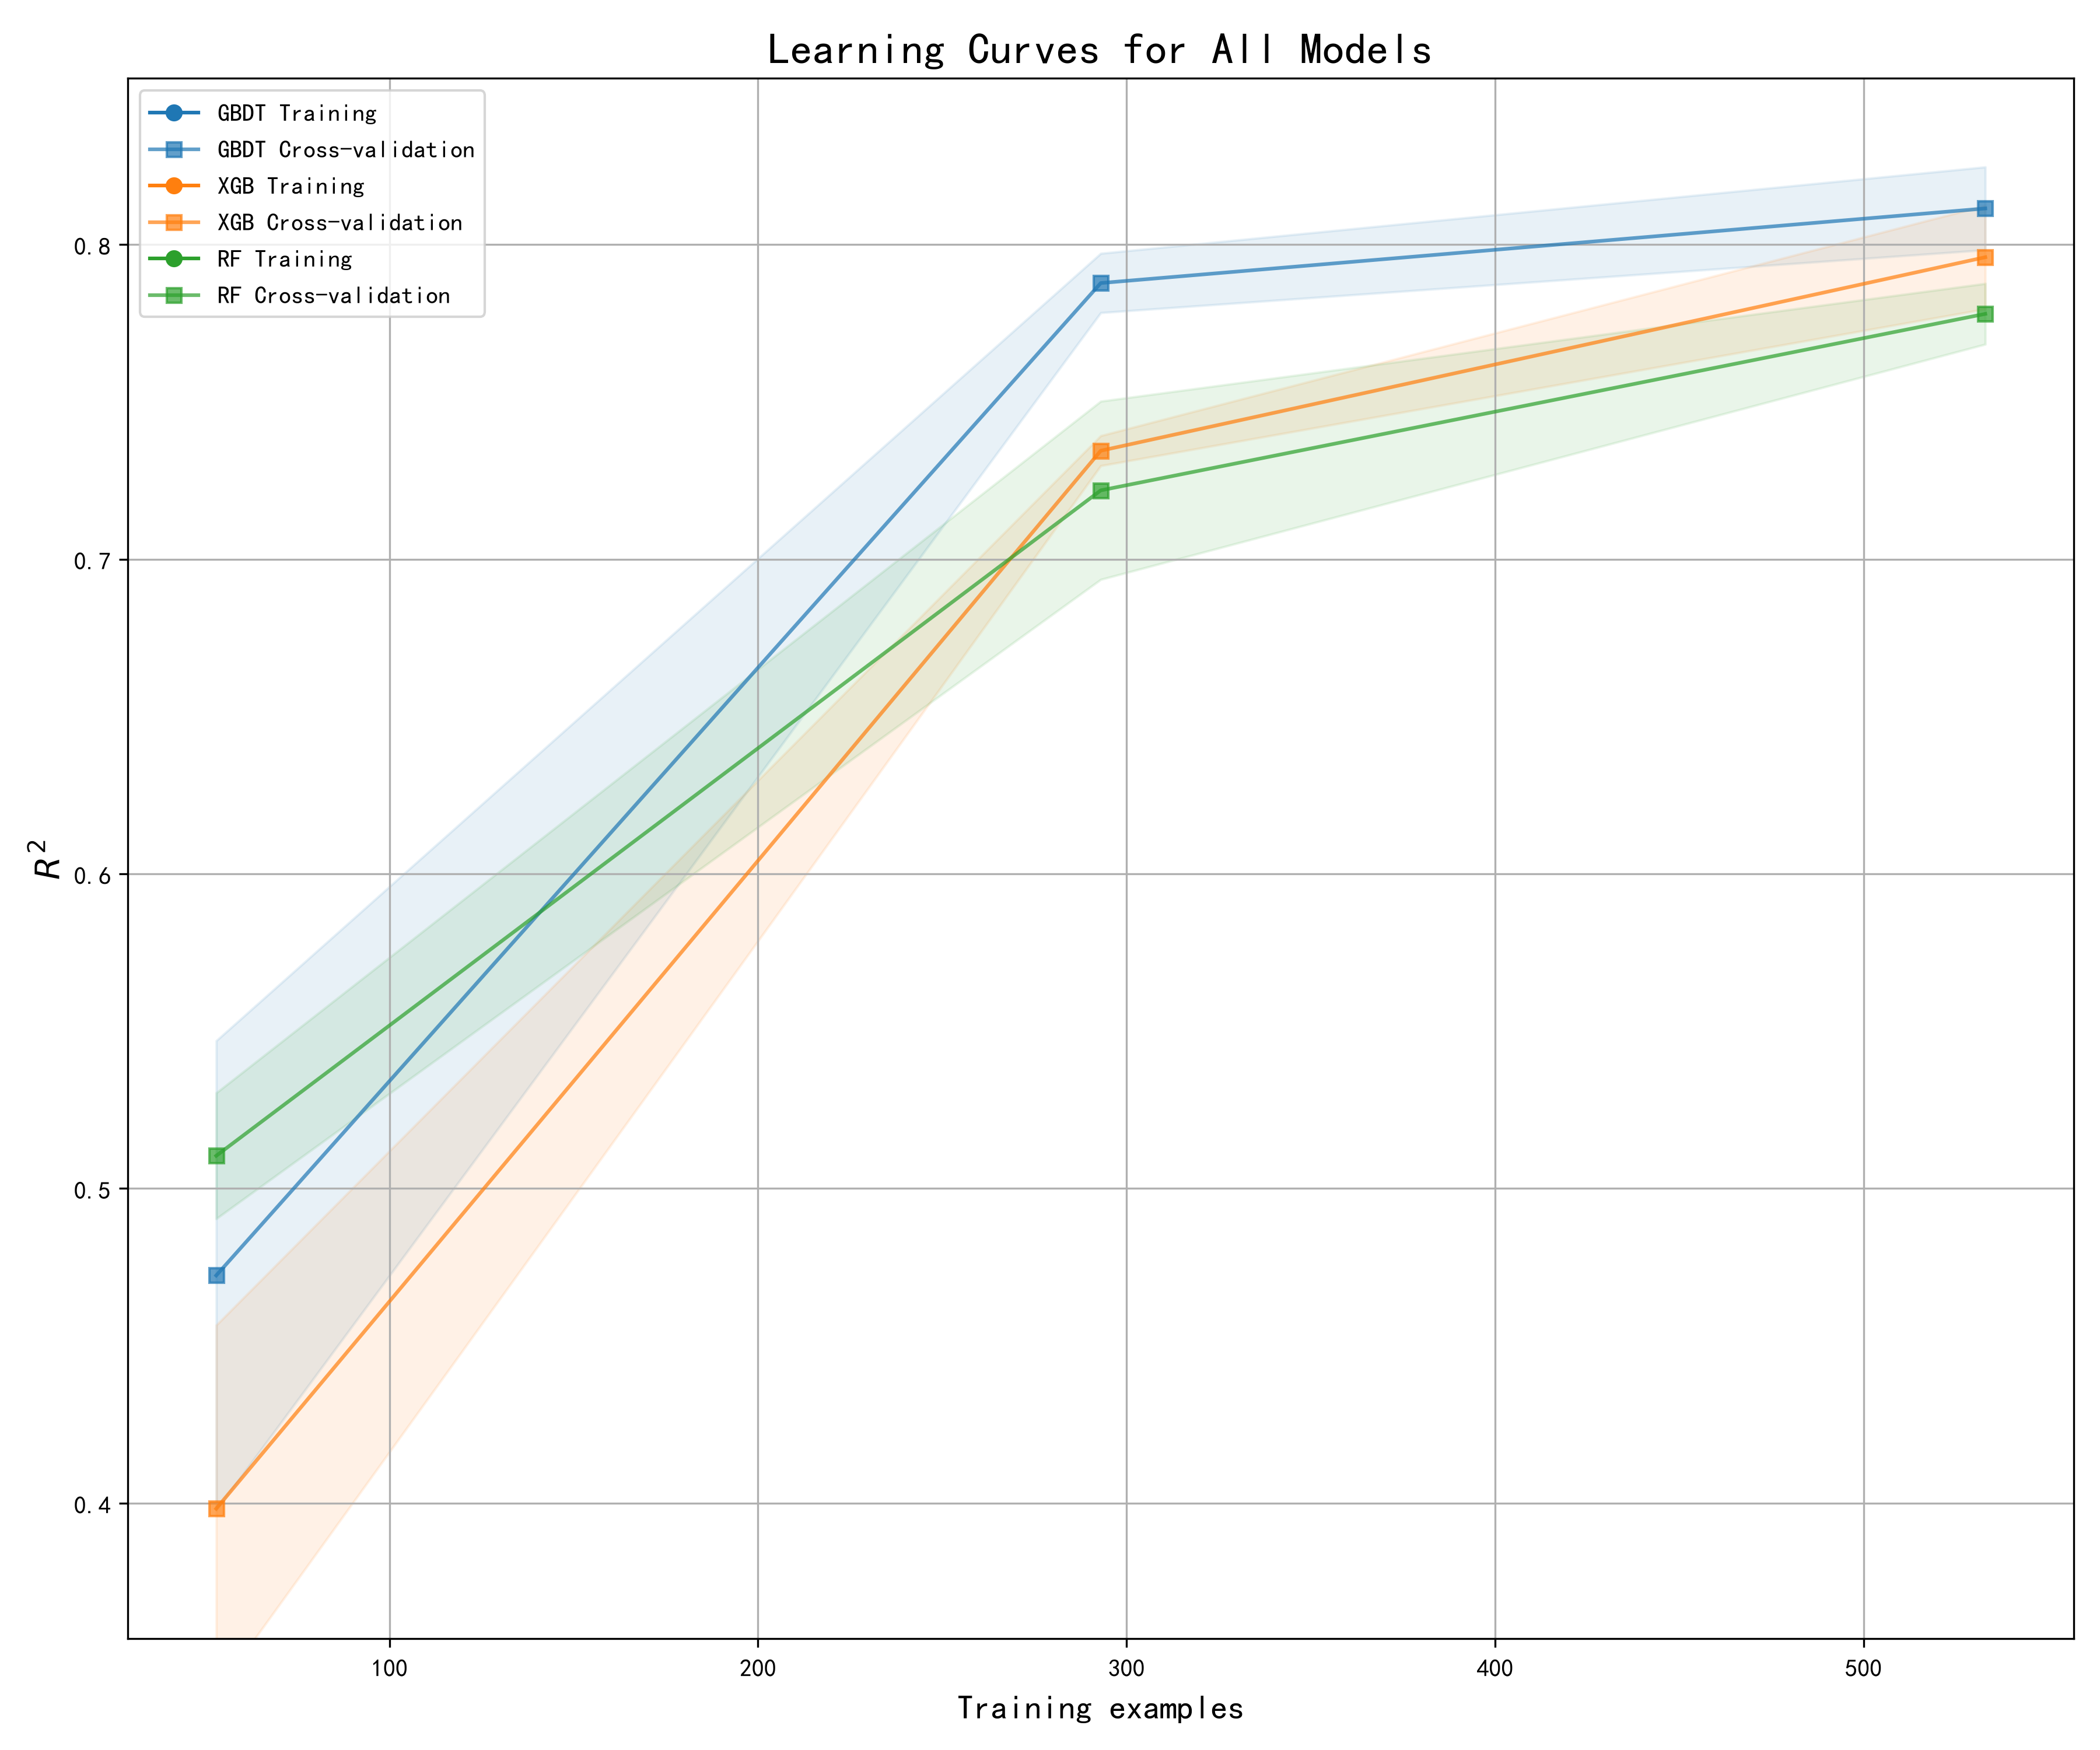 Learning Curves for All Models
GBDT Training
GBDT Cross-validation
XGB Training
XGB Cross-validation
RF Training
RF Cross-validation
0.8
0.7
0.6
0.5
0.4
R²
100 200 300 400 500
Training examples